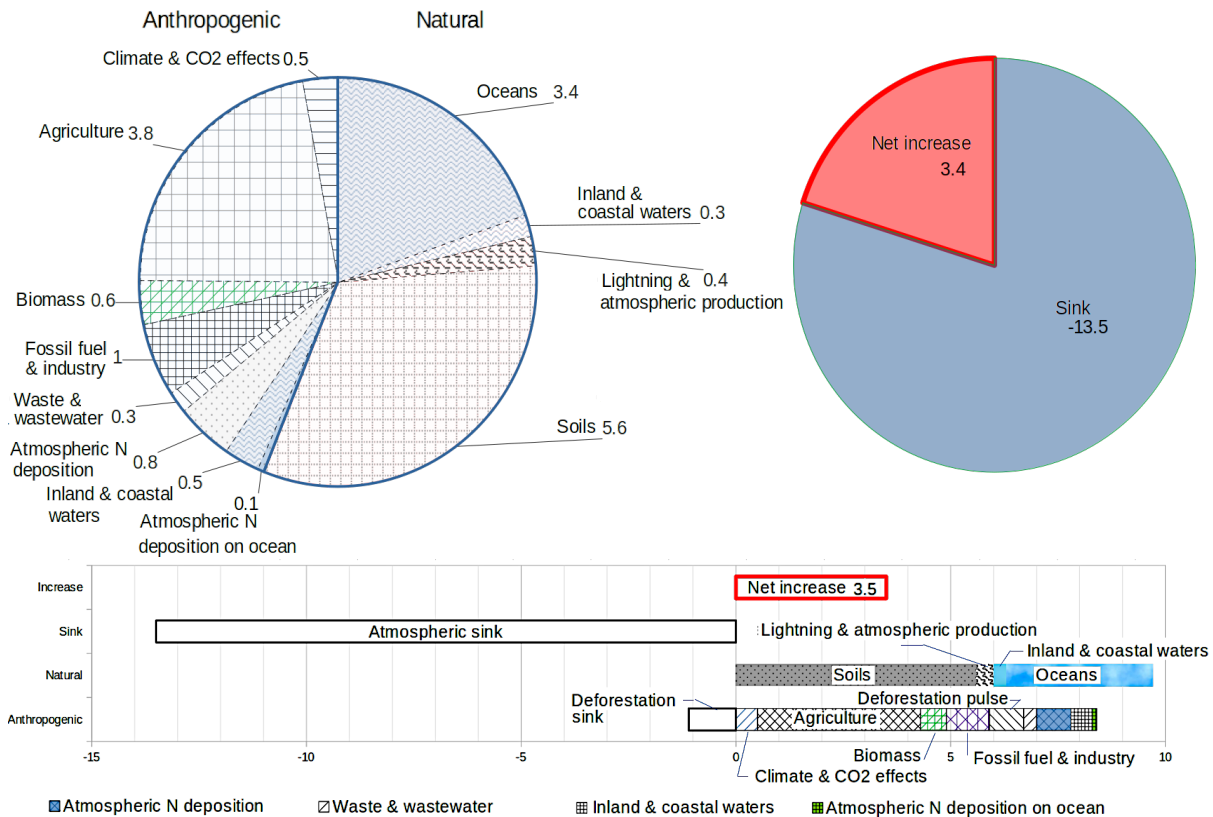 Anthropogenic Natural
Climate & CO2 effects 0.5
Oceans 3.4
Agriculture 3.8
Net increase
3.4
Inland &
coastal waters 0.3
Lightning & 0.4
atmospheric production
Biomass 0.6
Sink
-13.5
Fossil fuel 1
& industry
Waste &
wastewater 0.3
Soils 5.6
Atmospheric N
deposition 0.8
Inland & coastal 0.5
waters
0.1
Atmospheric N
deposition on ocean
Increase
Net increase 3.5
Sink
Atmospheric sink
Lightning & atmospheric production
Inland & coastal waters
Natural
Soils
Oceans
Deforestation
sink
Deforestation pulse
Anthropogenic
Agriculture
-15 -10 -5 0 5 10
Biomass
Fossil fuel & industry
Climate & CO2 effects
Atmospheric N deposition
Waste & wastewater
Inland & coastal waters
Atmospheric N deposition on ocean